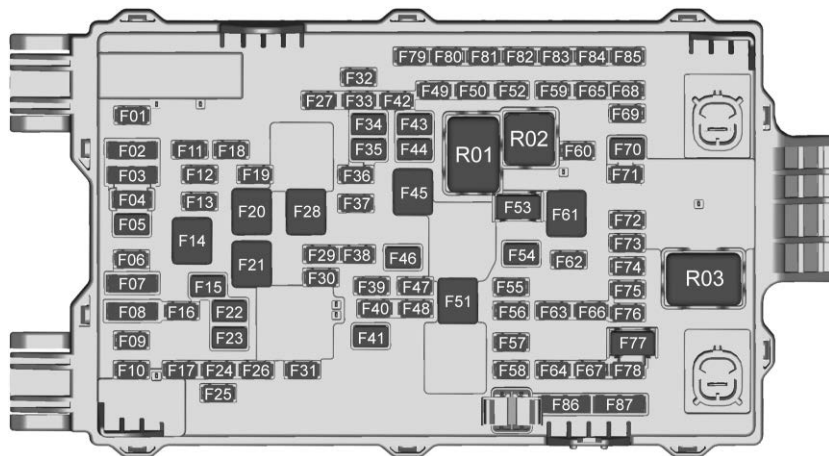 F79 F80 F81 F82 F83 F84 F85
F32
F27 F33 F42 F49 F50 F52 F59 F65 F68
F01 F34 F43 R01 R02 F69
F02 F11 F18 F35 F44 F60 F70
F03 F12 F19 F36 F71
F04 F13 F20 F28 F37 F45 F53 F61
F05 F14 F72
F06 F21 F29 F38 F46 F54 F62 F73
F07 F15 F30 F39 F47 F51 F55 F74 R03
F75
F08 F16 F22 F40 F48 F56 F63 F66 F76
F09 F23 F41 F57 F77
F10 F17 F24 F26 F31 F58 F64 F67 F78
F25
F86 F87